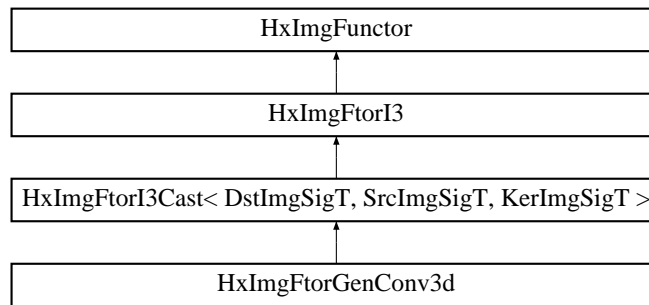 HxImgFunctor
HxImgFtorI3
HxImgFtorI3Cast< DstImgSigT, SrcImgSigT, KerImgSigT >
HxImgFtorGenConv3d